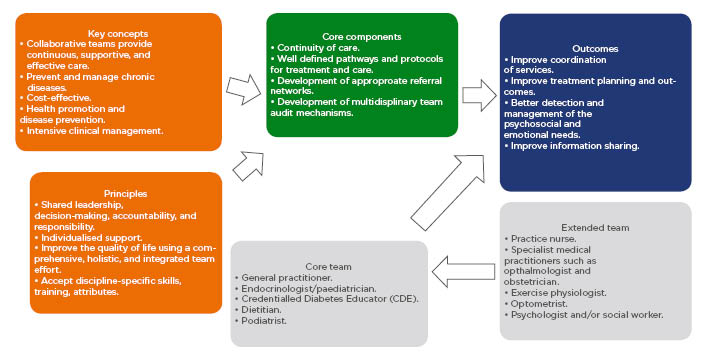 Key concepts
• Collaborative teams provide
continuous, supportive, and
effective care.
• Prevent and manage chronic
diseases.
• Cost-effective.
• Health promotion and
disease prevention.
• Intensive clinical management.
Core components
• Continuity of care.
• Well defined pathways and protocols
for treatment and care.
• Development of approproate referral
networks.
• Development of multidisplinary team
audit mechanisms.
Outcomes
• Improve coordination
of services.
• Improve treatment planning and out-
comes.
• Better detection and
management of the
psychosocial and
emotional needs.
• Improve information sharing.
Principles
• Shared leadership,
decision-making, accountability, and
responsibility.
• Individualised support.
• Improve the quality of life using a com-
prehensive, holistic, and integrated team
effort.
• Accept discipline-specific skills,
training, attributes.
Core team
• General practitioner.
• Endocrinologist/paediatrician.
• Credentialled Diabetes Educator (CDE).
• Dietitian.
• Podiatrist.
Extended team
• Practice nurse.
• Specialist medical
practitioners such as
opthalmologist and
obstetrician.
• Exercise physiologist.
• Optometrist.
• Psychologist and/or social worker.